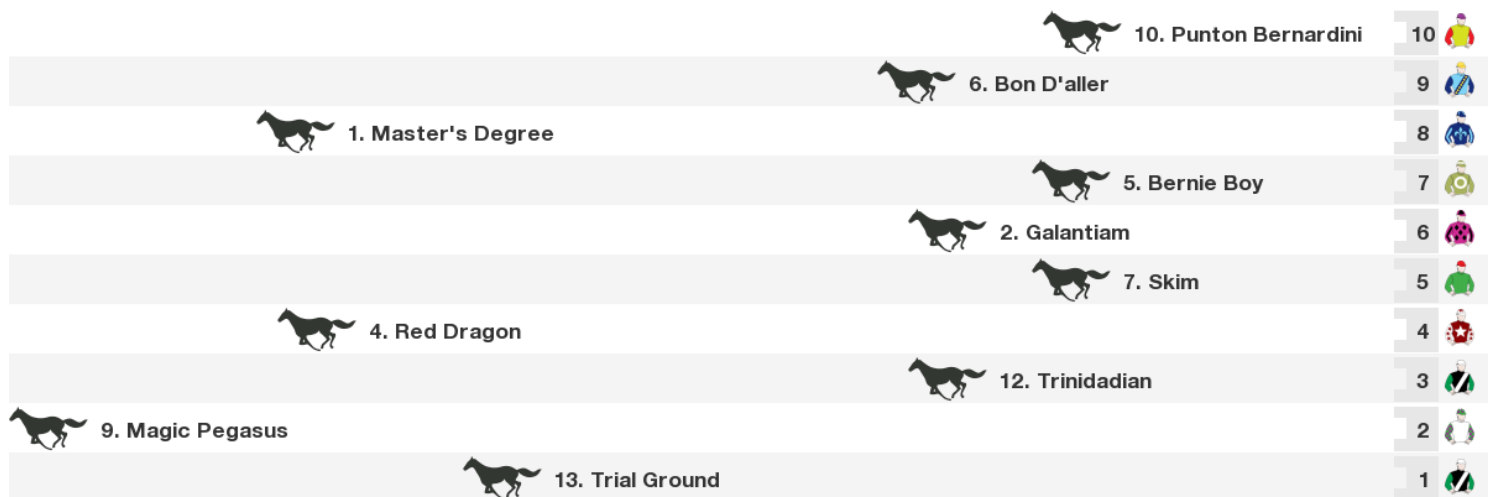 10. Punton Bernardini 10
6. Bon D'aller 9
1. Master's Degree 8
5. Bernie Boy 7
2. Galantiam 6
7. Skim 5
4. Red Dragon 4
12. Trinidadian 3
9. Magic Pegasus 2
13. Trial Ground 1